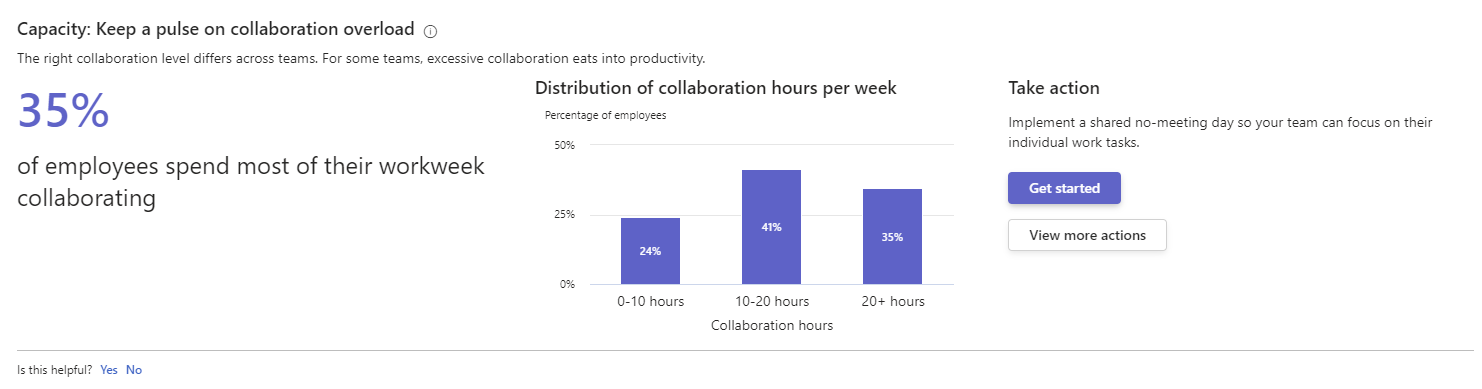 Capacity: Keep a pulse on collaboration overload
The right collaboration level differs across teams. For some teams, excessive collaboration eats into productivity.
35%
of employees spend most of their workweek
collaborating
Distribution of collaboration hours per week
Percentage of employees
50%
25%
0%
24%
41%
35%
0-10 hours
10-20 hours
20+ hours
Collaboration hours
Take action
Implement a shared no-meeting day so your team can focus on their
individual work tasks.
Get started
View more actions
Is this helpful? Yes No